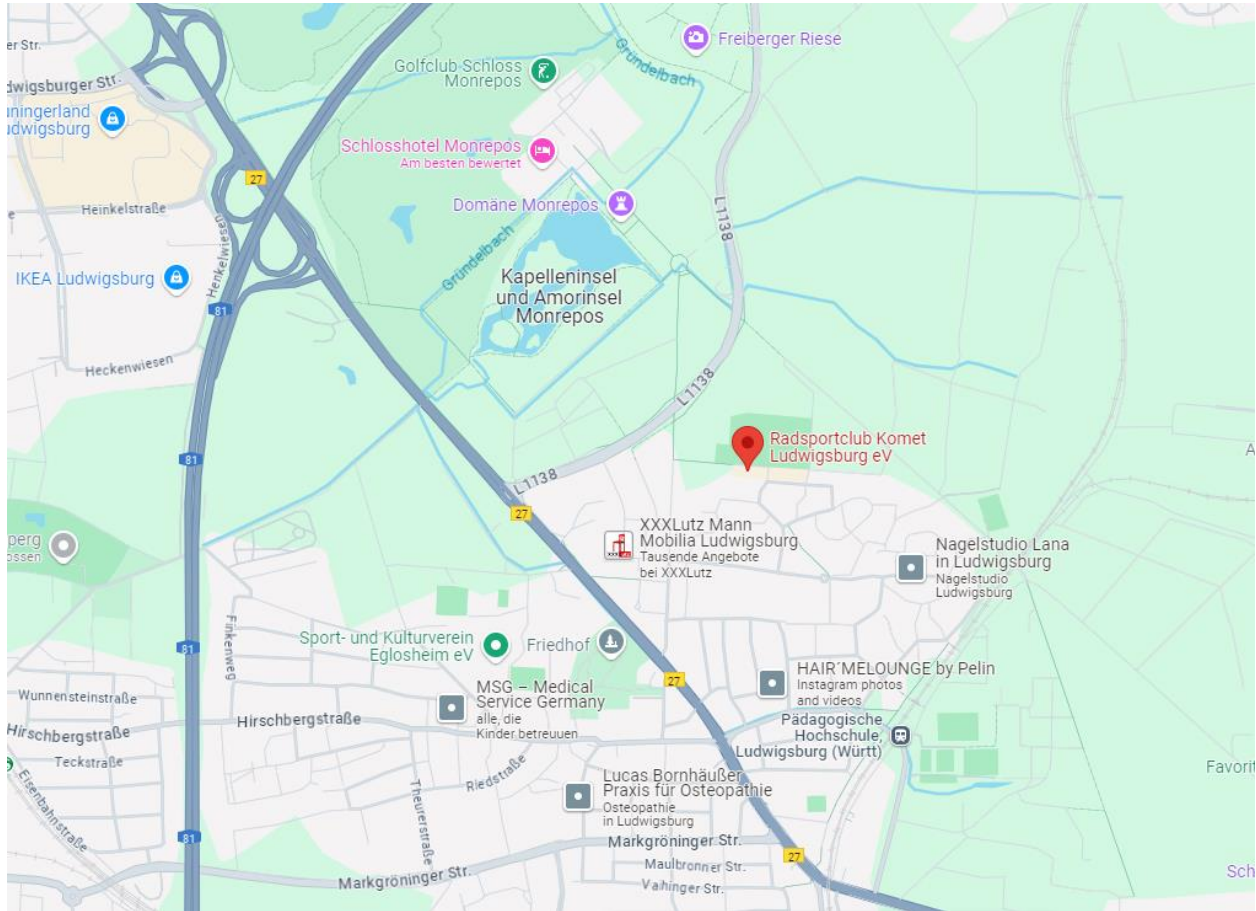 er Str.
Freiberger Riese
Gründelbach
Golfclub Schloss
Monrepos
dwigsburger Str.
ningerland
udwigsburg
Schlosshotel Monrepos
Am besten bewertet
27
Domäne Monrepos
L1138
Heinkelstraße
e
Henkelwiesen
Gründelbach
IKEA Ludwigsburg
Kapelleninsel
und Amorinsel
Monrepos
81
Heckenwiesen
L1138
Radsportclub Komet
Ludwigsburg eV
A
81
L1138
27
XXXLutz Mann
Mobilia Ludwigsburg
Tausende Angebote
bei XXXLutz
perg
ossen
Nagelstudio Lana
in Ludwigsburg
Nagelstudio
Ludwigsburg
Finkenweg
Sport- und Kulturverein
Eglosheim eV
Friedhof
81
27
HAIR´MELOUNGE by Pelin
Instagram photos
and videos
MSG – Medical
Service Germany
alle, die
Kinder betreuuen
Wunnensteinstraße
Hirschbergstraße
Hirschbergstraße
Pädagogische
Hochschule,
Ludwigsburg (Württ)
Teckstraße
Riedstraße
Favorit
Eisenbahnstraße
Theurerstraße
Lucas Bornhäußer
Praxis für Osteopathie
Osteopathie
in Ludwigsburg
81
Markgröninger Str.
27
Maulbronner Str.
Markgröninger Str.
Vaihinger Str.
Sch